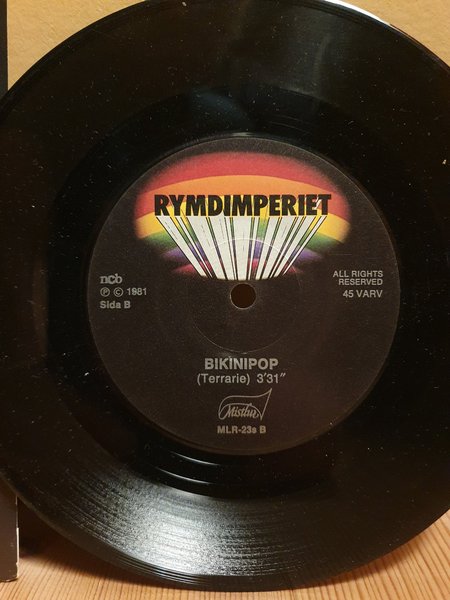 RYMDIMPERIET
ncb
℗ © 1981
Sida B
ALL RIGHTS
RESERVED
45 VARV
BIKINIPOP
(Terrarie) 3'31"
Mistlur
MLR-23s B